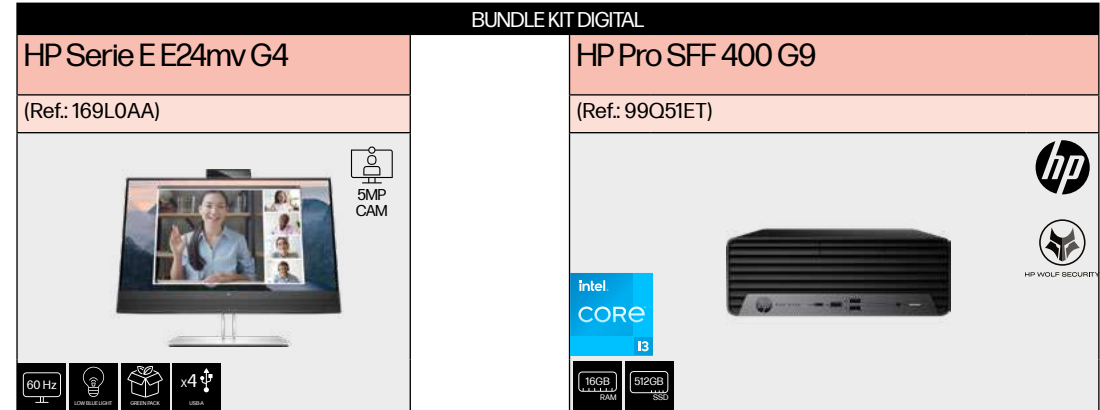 BUNDLE KIT DIGITAL
HP Serie E E24mv G4
(Ref.: 169L0AA)
5MP
CAM
60 Hz
LOW BLUE LIGHT
GREEN PACK
x4
USB-A
HP Pro SFF 400 G9
(Ref.: 99Q51ET)
hp
HP WOLF SECURITY
intel
CORE
i3
16GB
RAM
512GB
SSD